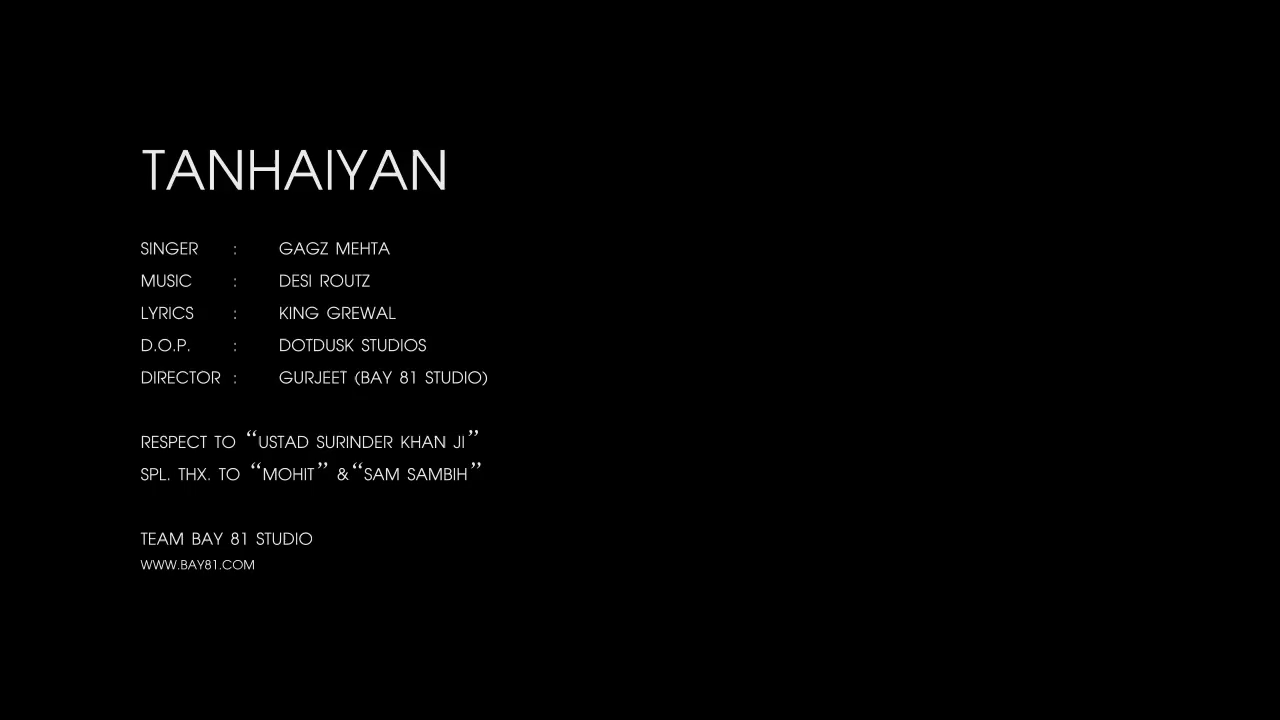 TANHAIYAN
SINGER : GAGZ MEHTA
MUSIC : DESI ROUTZ
LYRICS : KING GREWAL
D.O.P. : DOTDUSK STUDIOS
DIRECTOR : GURJEET (BAY 81 STUDIO)
RESPECT TO “USTAD SURINDER KHAN JI”
SPL. THX. TO “MOHIT” &“SAM SAMBIH”
TEAM BAY 81 STUDIO
WWW.BAY81.COM